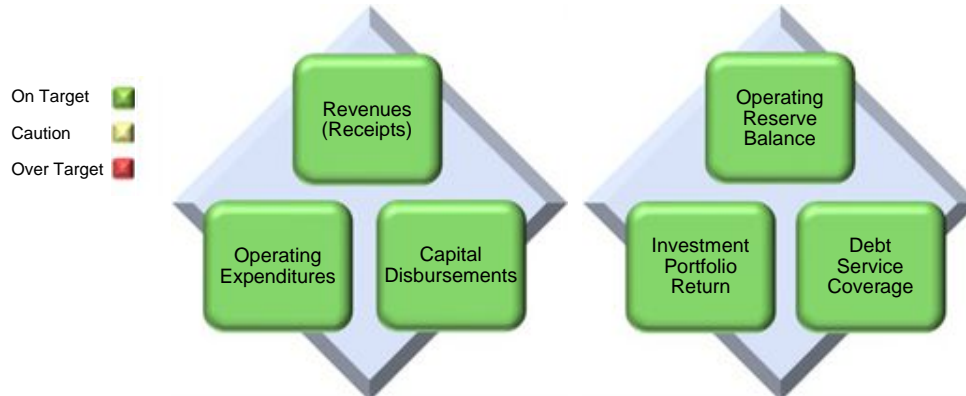 On Target
Caution
Over Target
Revenues
(Receipts)
Operating
Expenditures
Capital
Disbursements
Operating
Reserve
Balance
Investment
Portfolio
Return
Debt
Service
Coverage